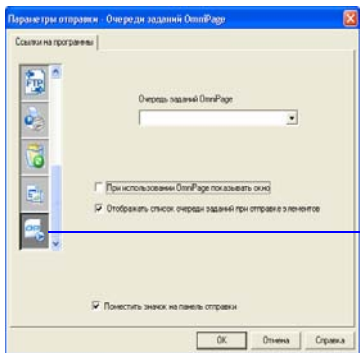 Параметры отправки - Очереди заданий OmniPage
Ссылки на программы
FTP
Очередь заданий OmniPage
При использовании OmniPage показывать окно
Отображать список очереди заданий при отправке элементов
Поместить значок на панель отправки
OK Отмена Справка